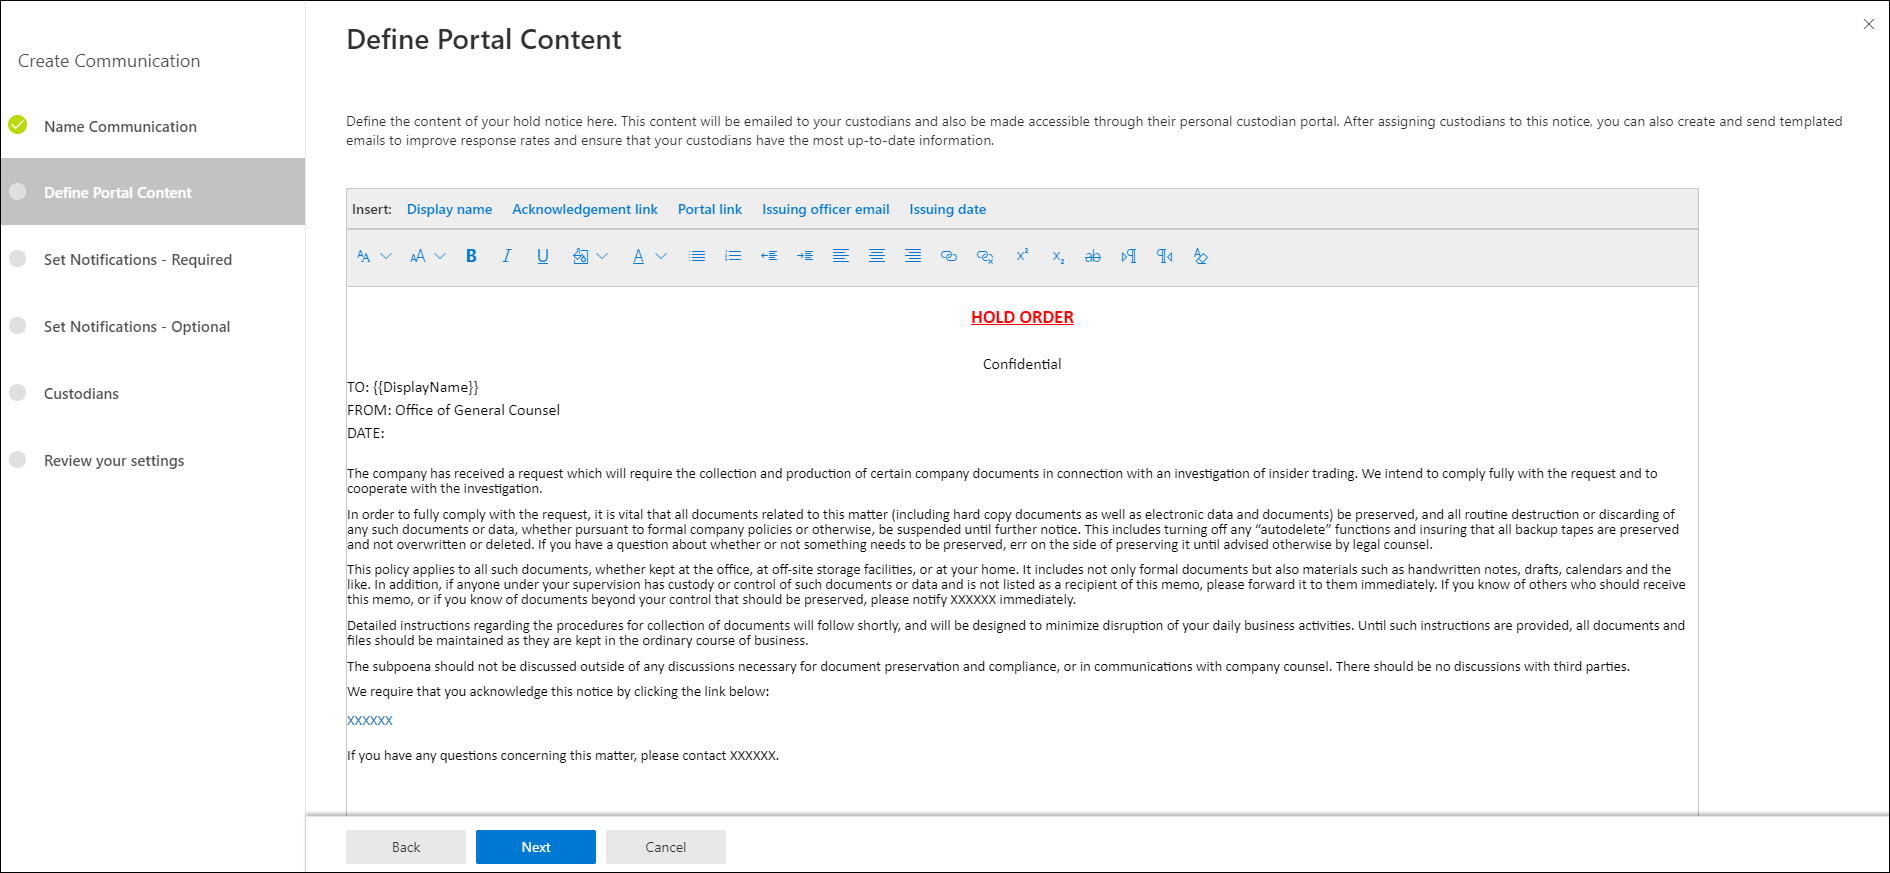 Create Communication
Name Communication
Define Portal Content
Set Notifications - Required
Set Notifications - Optional
Custodians
Review your settings
Define Portal Content
Define the content of your hold notice here. This content will be emailed to your custodians and also be made accessible through their personal custodian portal. After assigning custodians to this notice, you can also create and send templated
emails to improve response rates and ensure that your custodians have the most up-to-date information.
Insert: Display name Acknowledgement link Portal link Issuing officer email Issuing date
HOLD ORDER
Confidential
TO: {{DisplayName}}
FROM: Office of General Counsel
DATE:
The company has received a request which will require the collection and production of certain company documents in connection with an investigation of insider trading. We intend to comply fully with the request and to
cooperate with the investigation.
In order to fully comply with the request, it is vital that all documents related to this matter (including hard copy documents as well as electronic data and documents) be preserved, and all routine destruction or discarding of
any such documents or data, whether pursuant to formal company policies or otherwise, be suspended until further notice. This includes turning off any “autodelete” functions and insuring that all backup tapes are preserved
and not overwritten or deleted. If you have a question about whether or not something needs to be preserved, err on the side of preserving it until advised otherwise by legal counsel.
This policy applies to all such documents, whether kept at the office, at off-site storage facilities, or at your home. It includes not only formal documents but also materials such as handwritten notes, drafts, calendars and the
like. In addition, if anyone under your supervision has custody or control of such documents or data and is not listed as a recipient of this memo, please forward it to them immediately. If you know of others who should receive
this memo, or if you know of documents beyond your control that should be preserved, please notify XXXXXX immediately.
Detailed instructions regarding the procedures for collection of documents will follow shortly, and will be designed to minimize disruption of your daily business activities. Until such instructions are provided, all documents and
files should be maintained as they are kept in the ordinary course of business.
The subpoena should not be discussed outside of any discussions necessary for document preservation and compliance, or in communications with company counsel. There should be no discussions with third parties.
We require that you acknowledge this notice by clicking the link below:
XXXXXX
If you have any questions concerning this matter, please contact XXXXXX.
Back Next Cancel